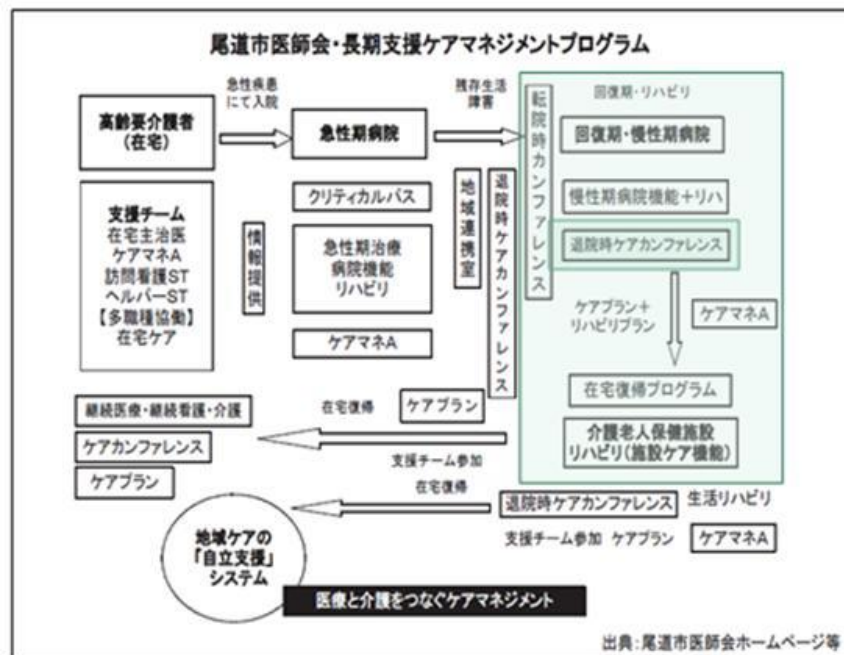 尾道市医師会・長期支援ケアマネジメントプログラム
急性疾患
にて入院
残存生活
障害
高齢要介護者
(在宅)
急性期病院
転院時カンファレンス
回復期・リハビリ
回復期・慢性期病院
支援チーム
在宅主治医
ケアマネA
訪問看護ST
ヘルパーST
【多職種協働】
在宅ケア
情報提供
クリティカルパス
急性期治療
病院機能
リハビリ
ケアマネA
地域連携室
退院時ケアカンファレンス
慢性期病院機能+リハ
退院時ケアカンファレンス
ケアプラン+
リハビリプラン
ケアマネA
在宅復帰プログラム
介護老人保健施設
リハビリ(施設ケア機能)
継続医療・継続看護・介護
ケアカンファレンス
ケアプラン
在宅復帰
ケアプラン
支援チーム参加
在宅復帰
退院時ケアカンファレンス
生活リハビリ
支援チーム参加 ケアプラン
ケアマネA
地域ケアの
「自立支援」
システム
医療と介護をつなぐケアマネジメント
出典:尾道市医師会ホームページ等